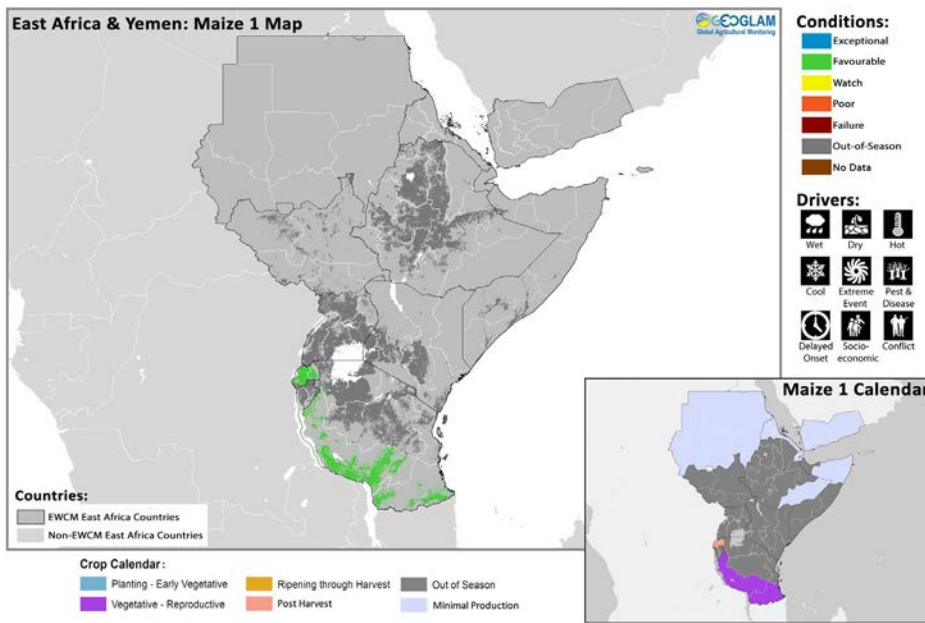 East Africa & Yemen: Maize 1 Map
GEOGLAM
Global Agricultural Monitoring
Conditions:
Exceptional
Favourable
Watch
Poor
Failure
Out-of-Season
No Data
Drivers:
Wet
Dry
Hot
Cool
Extreme
Event
Pest &
Disease
Delayed
Onset
Socio-
economic
Conflict
Countries:
EWCM East Africa Countries
Non-EWCM East Africa Countries
Maize 1 Calendar
Crop Calendar:
Planting - Early Vegetative
Ripening through Harvest
Out of Season
Vegetative - Reproductive
Post Harvest
Minimal Production